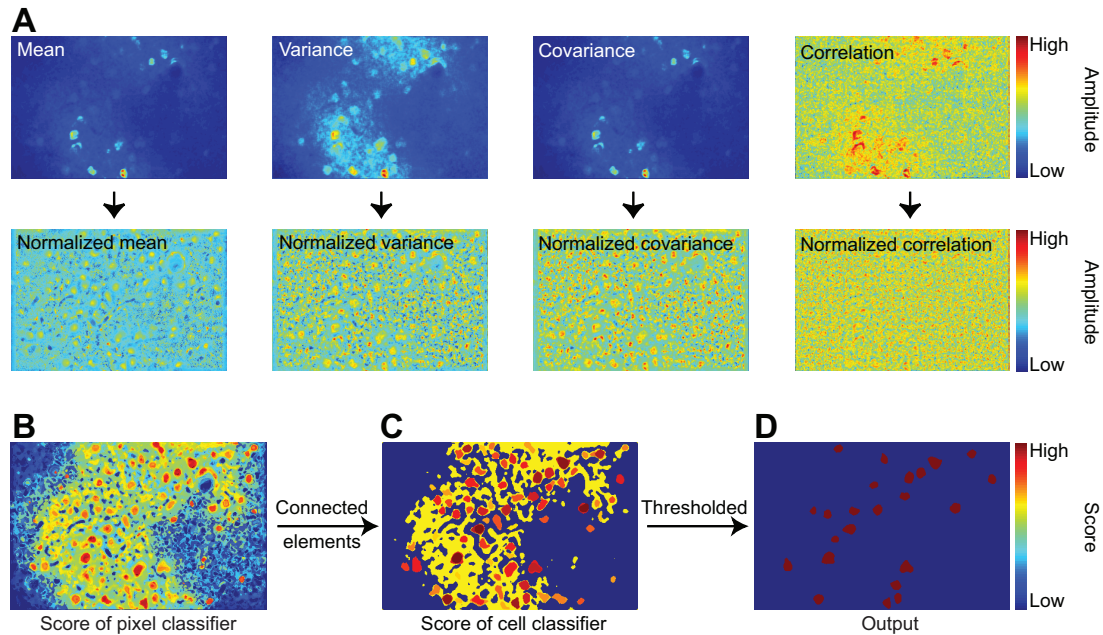 A
Mean
Variance
Covariance
Correlation
High
Amplitude
Low
Normalized mean
Normalized variance
Normalized covariance
Normalized correlation
High
Amplitude
Low
B
C
D
Connected
elements
Thresholded
High
Score
Low
Score of pixel classifier
Score of cell classifier
Output